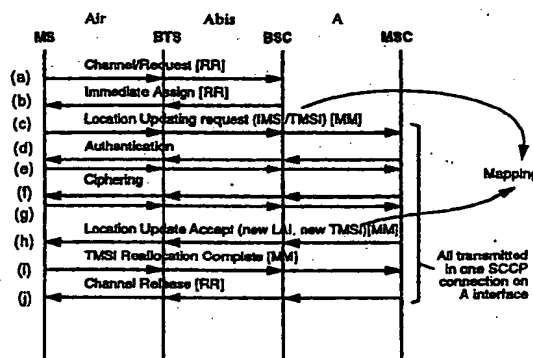 Air Abis A
MS BTS BSC MSC
(a) Channel/Request [RR]
(b) Immediate Assign [RR]
(c) Location Updating request (IMS/TMSI) [MM]
(d) Authentication
(e)
Mapping
(f) Ciphering
(g)
(h) Location Update Accept (new LAI, new TMSI)[MM]
(i) TMSI Reallocation Complete [MM]
(j) Channel Release [RR]
All transmitted
in one SCCP
connection on
A interface